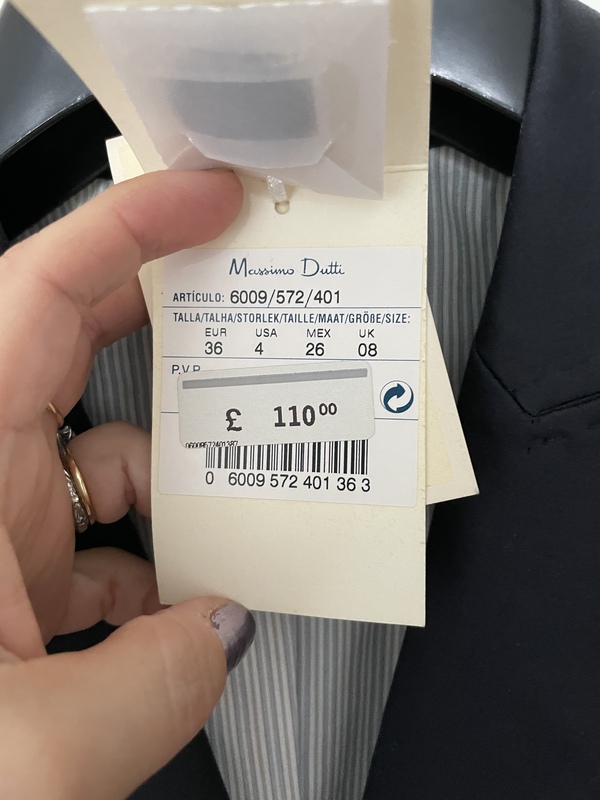 Massimo Dutti
ARTÍCULO: 6009/572/401
TALLA/TALHA/STORLEK/TAILLE/MAAT/GRÖßE/SIZE:
EUR USA MEX UK
36 4 26 08
P.V.P.
£ 110⁰⁰
0 6009 572 401 36 3